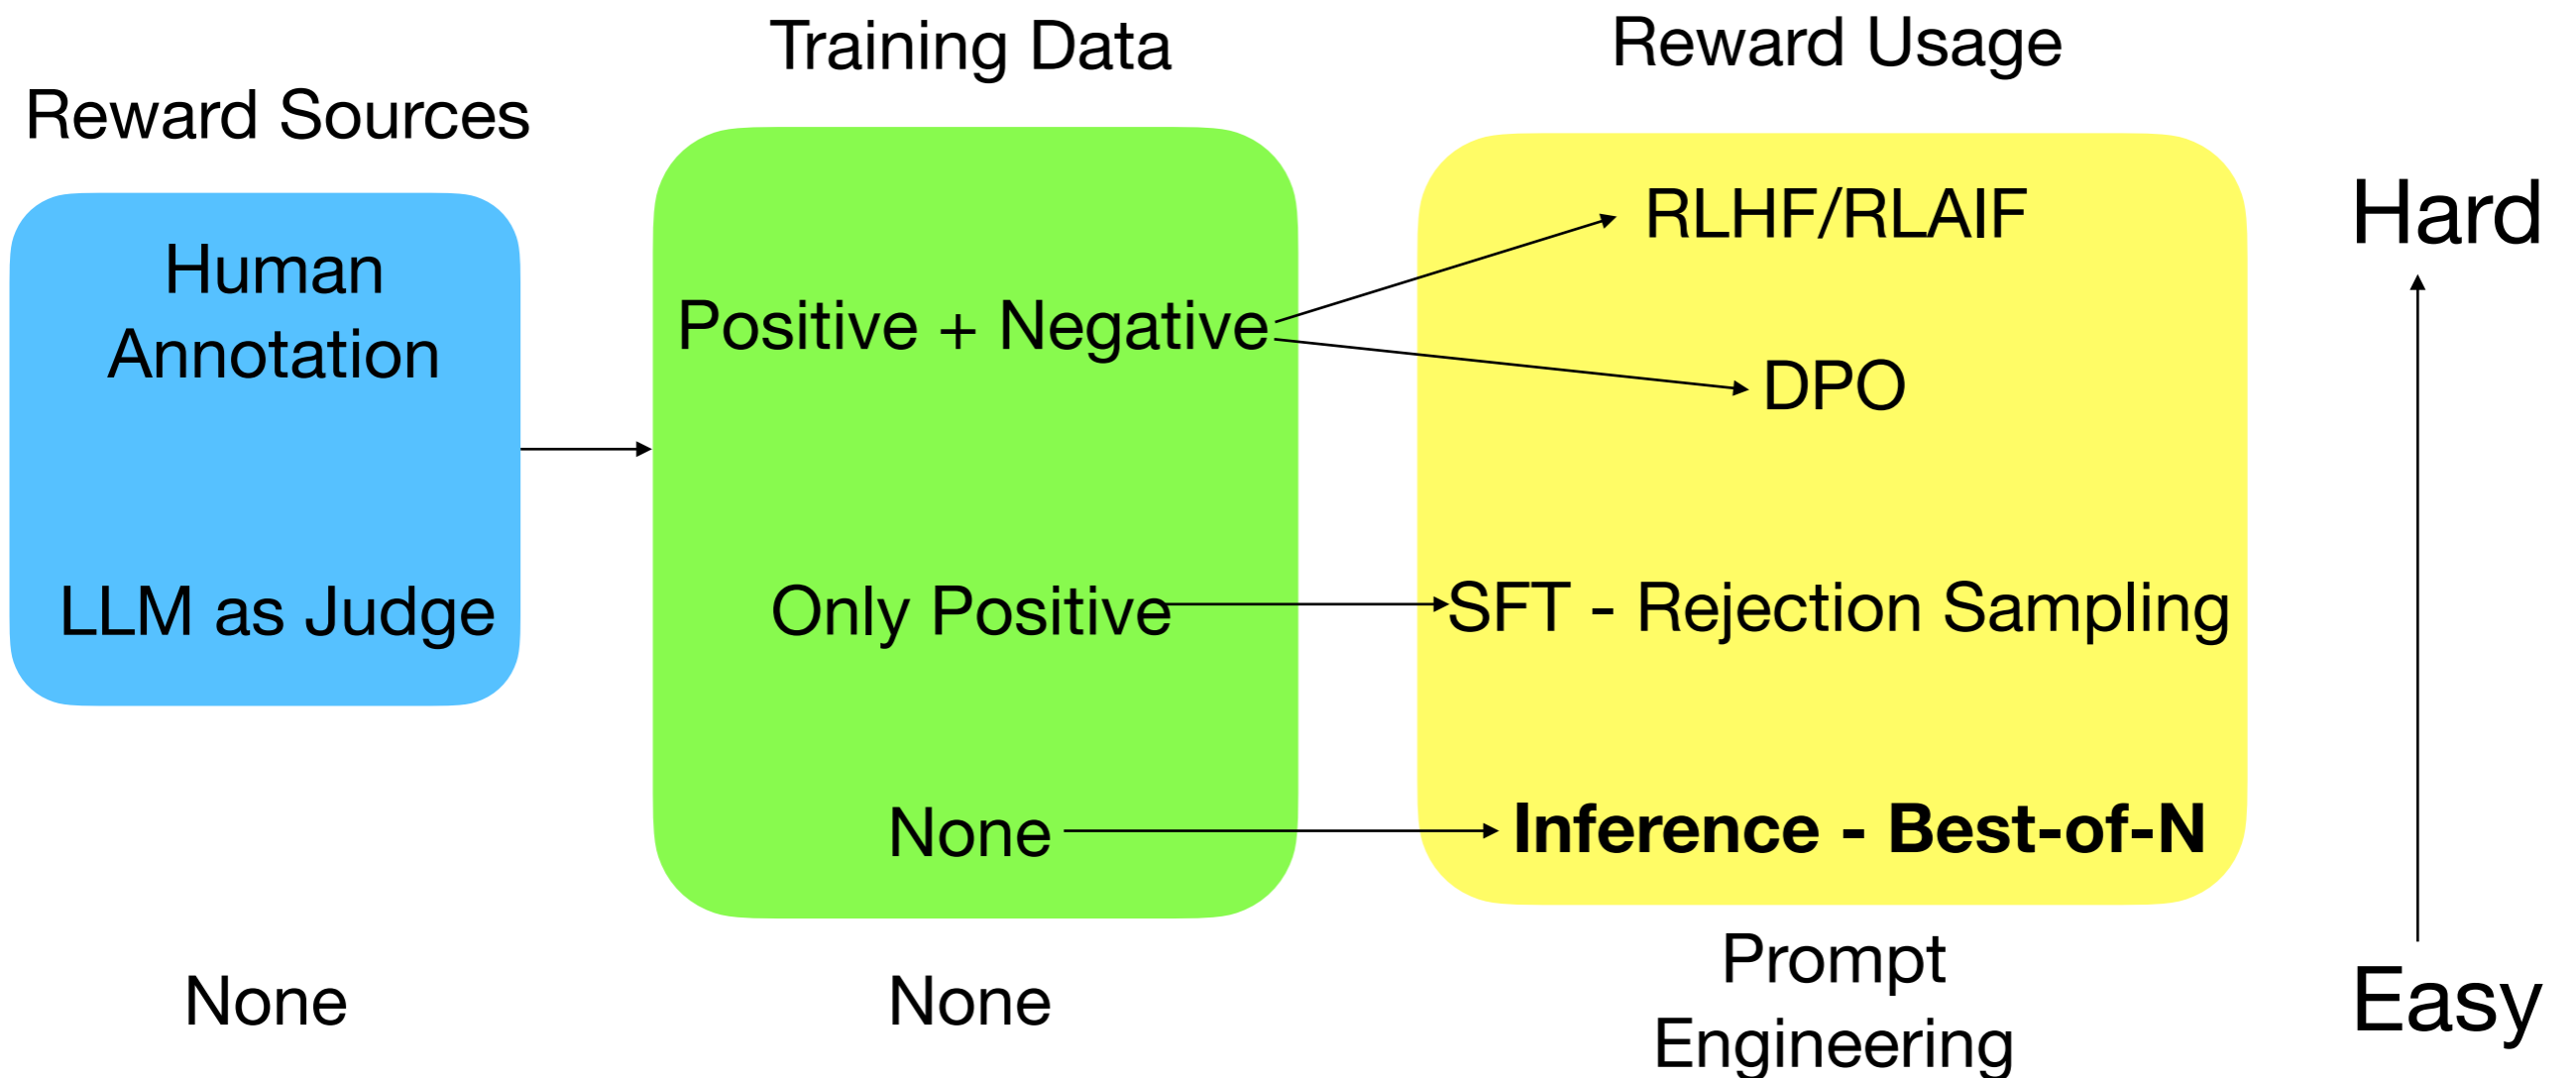 Reward Sources
Human
Annotation
LLM as Judge
None
Training Data
Positive + Negative
Only Positive
None
None
Reward Usage
RLHF/RLAIF
DPO
SFT - Rejection Sampling
Inference - Best-of-N
Prompt
Engineering
Hard
Easy